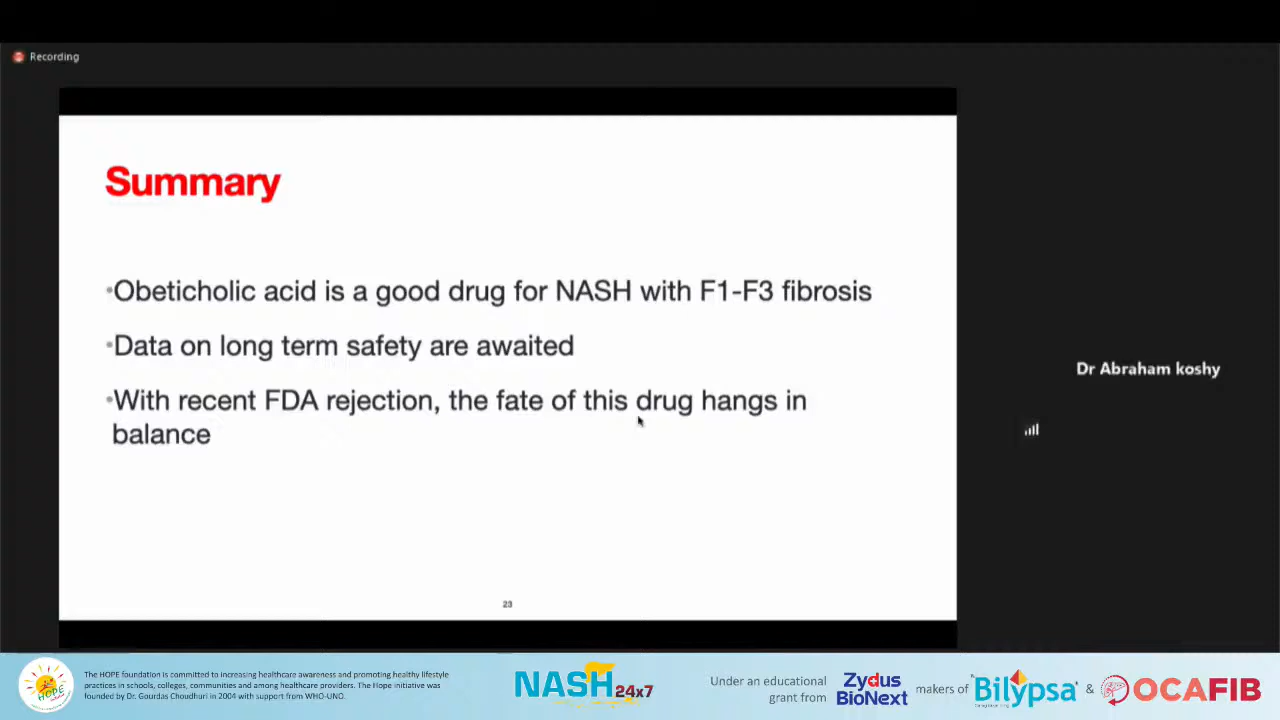 Recording
Summary
•Obeticholic acid is a good drug for NASH with F1-F3 fibrosis
•Data on long term safety are awaited
•With recent FDA rejection, the fate of this drug hangs in
balance
23
Dr Abraham koshy
HOPE
The HOPE foundation is committed to increasing healthcare awareness and promoting healthy lifestyle
practices in schools, colleges, communities and among healthcare providers. The Hope initiative was
founded by Dr. Gourdas Choudhuri in 2004 with support from WHO-UNO.
NASH 24x7
Under an educational
grant from
Zydus
BioNext
makers of
Bilypsa
& OCAFIB